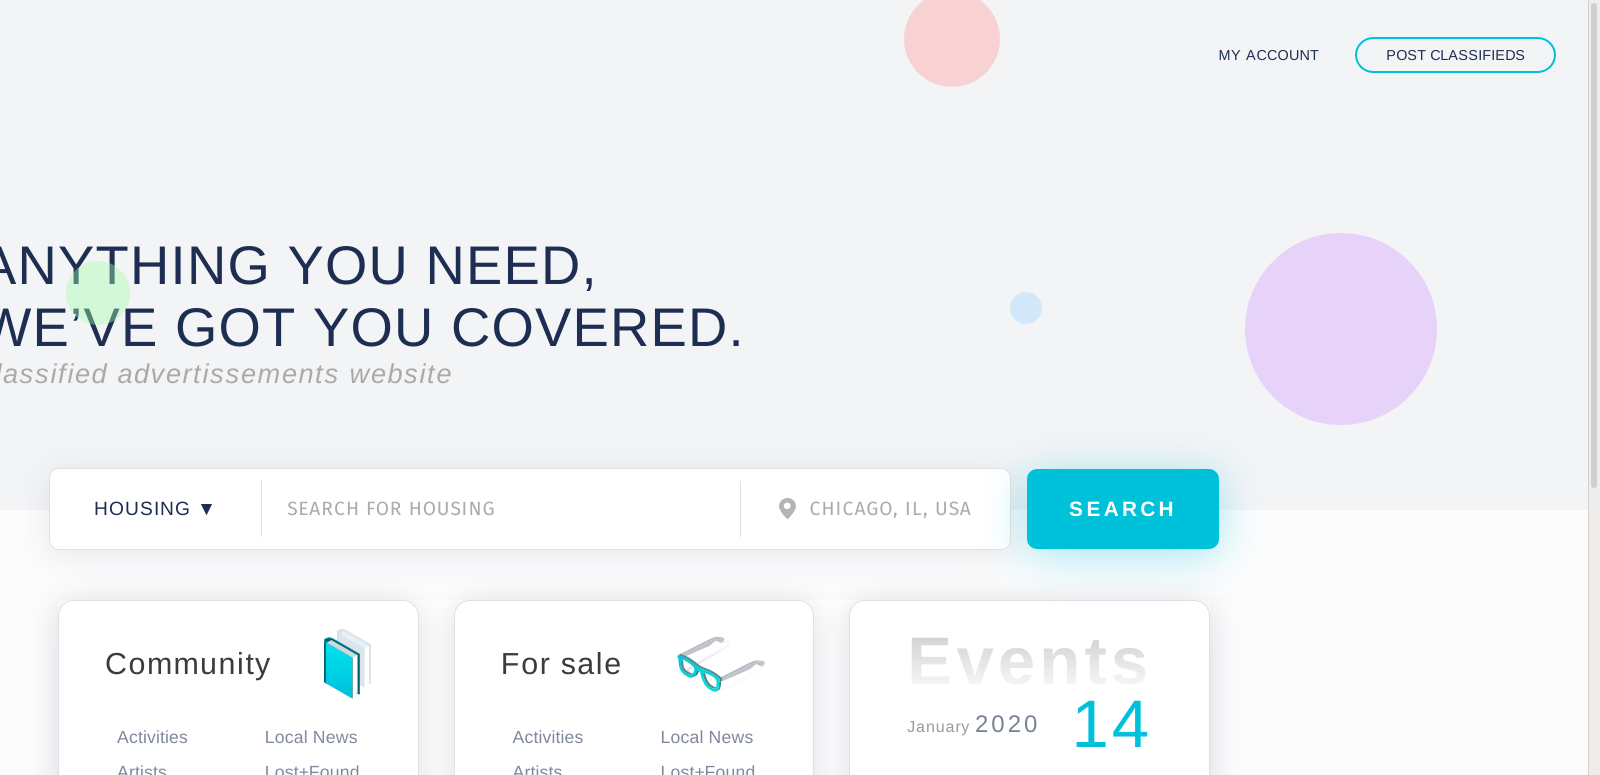 MY ACCOUNT POST CLASSIFIEDS
ANYTHING YOU NEED,
WE’VE GOT YOU COVERED.
lassified advertissements website
HOUSING ▼ SEARCH FOR HOUSING CHICAGO, IL, USA SEARCH
Community
For sale
Events
January 2020 14
Activities Local News
Artists Lost+Found
Activities Local News
Artists Lost+Found